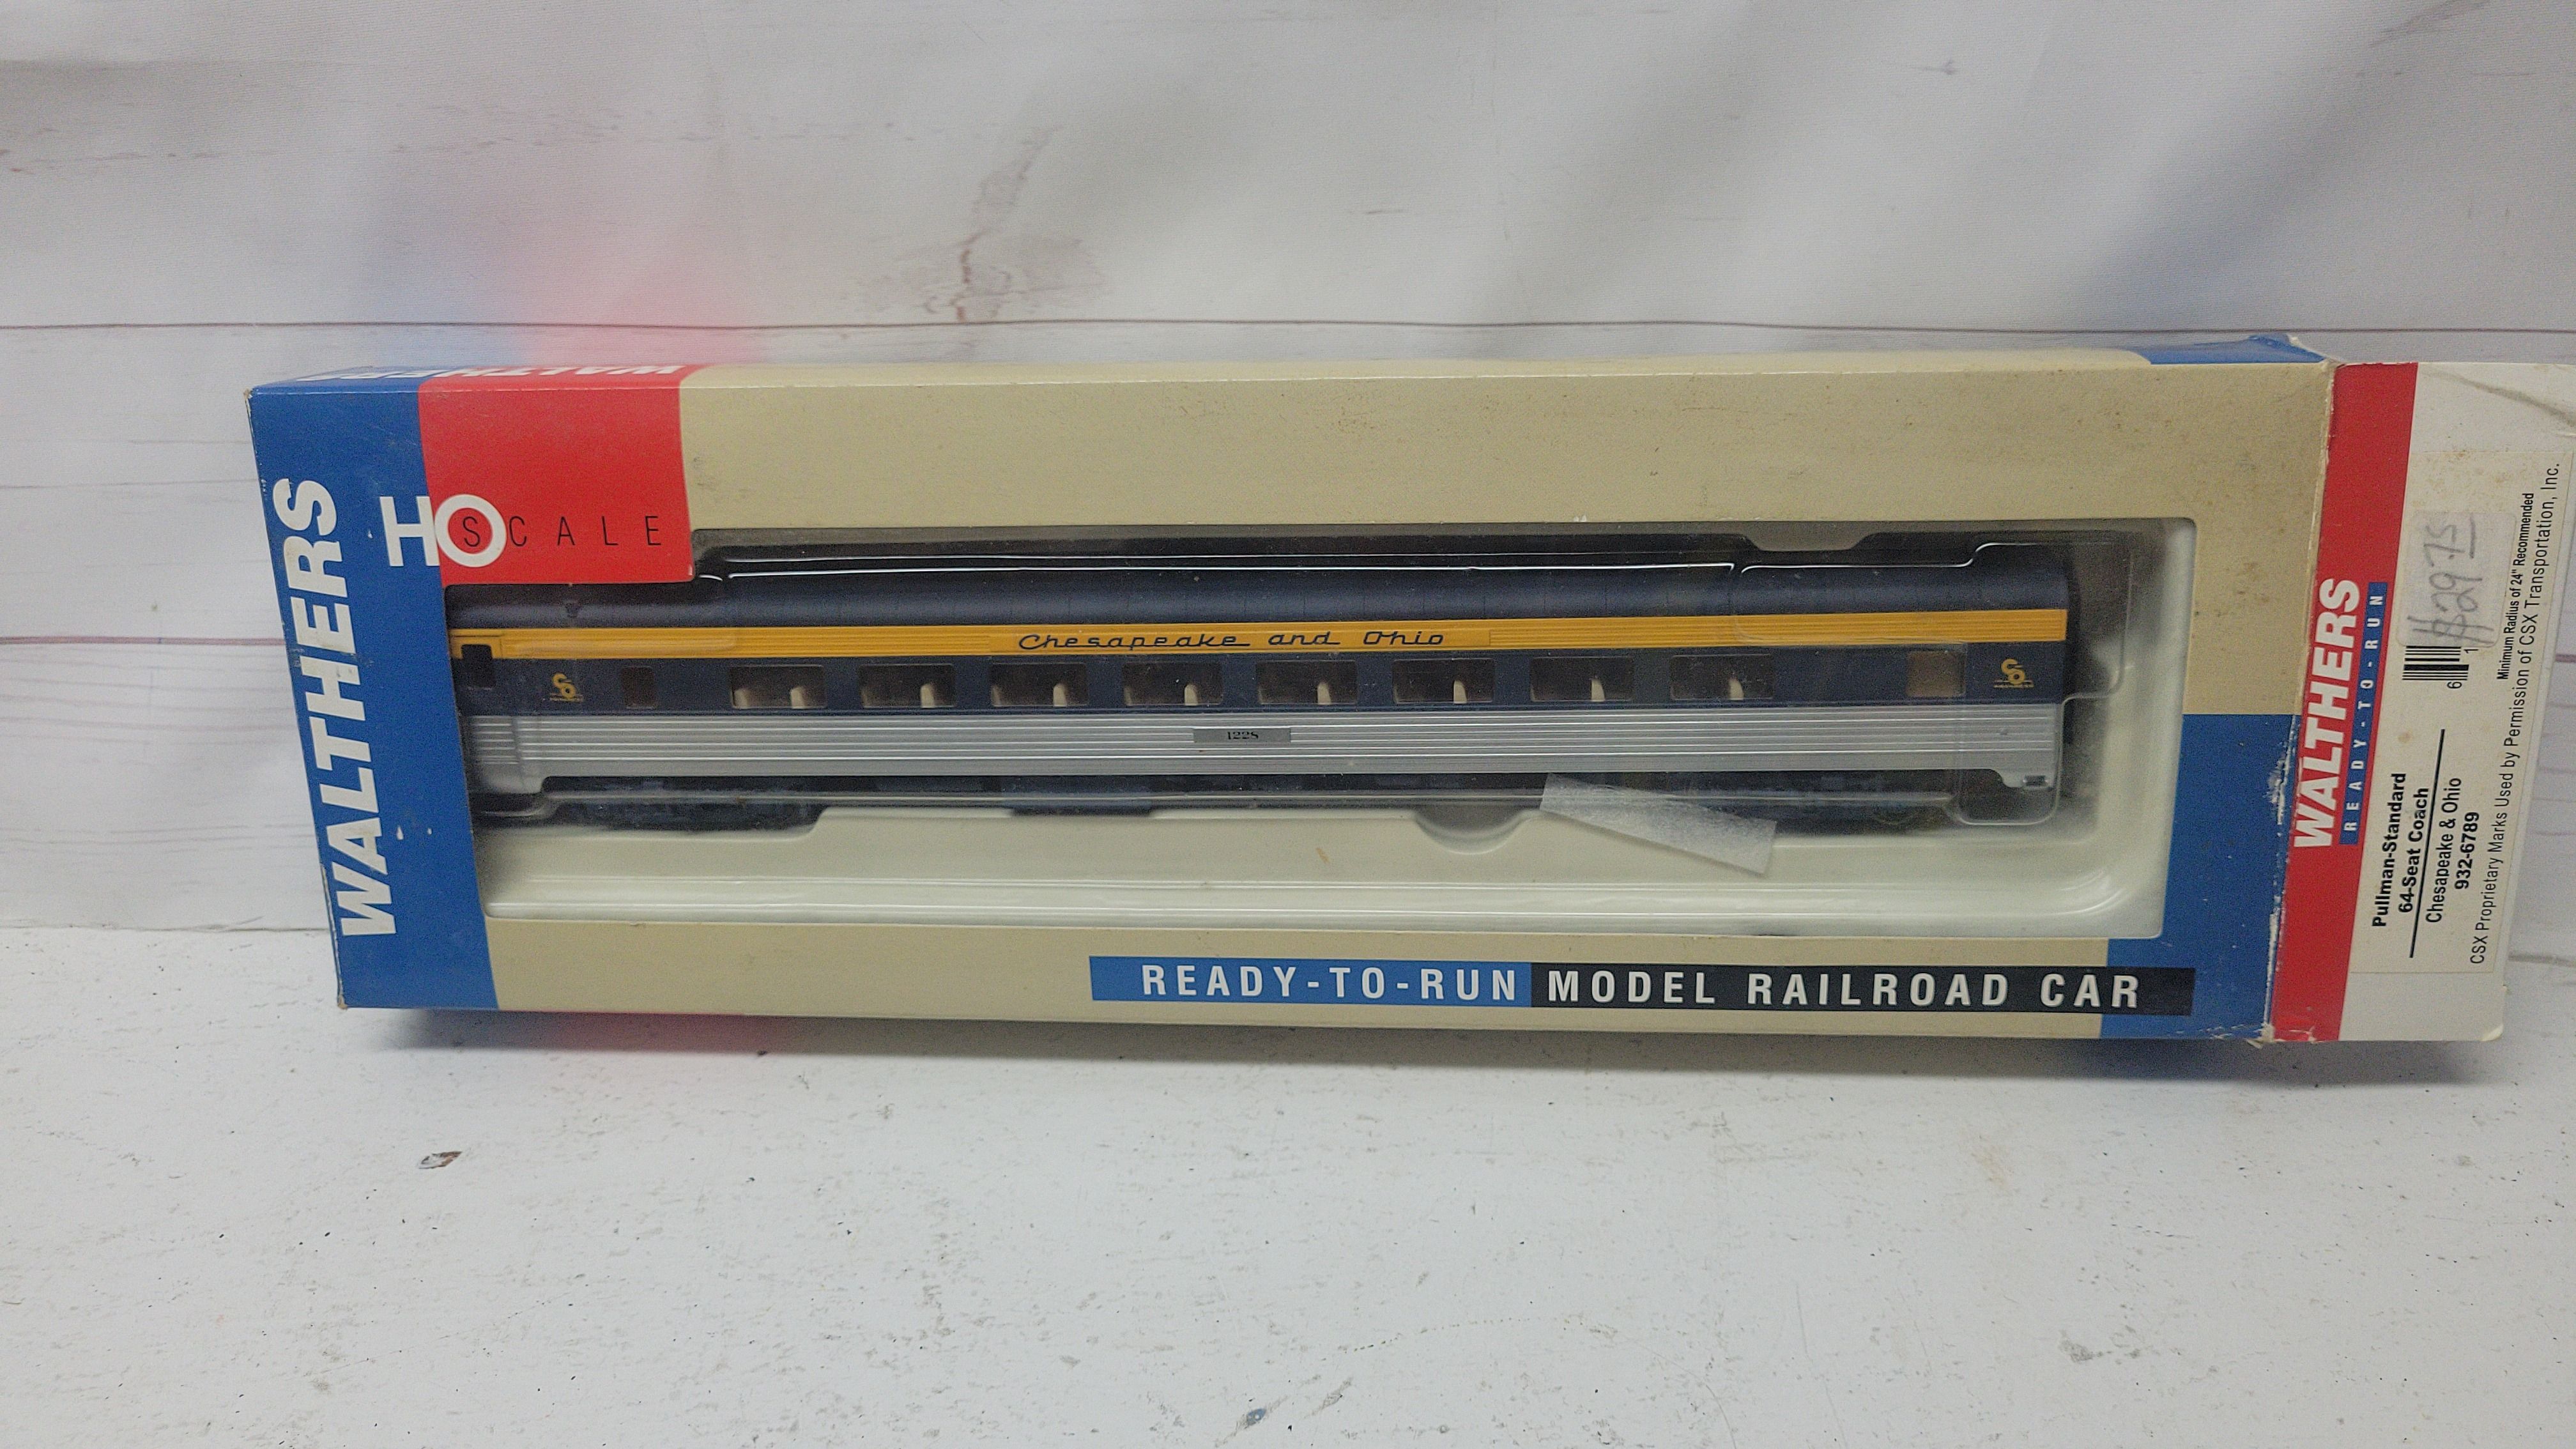 WALTHERS
WALTHERS
HO SCALE
Chesapeake and Ohio
C&O
C&O
1228
READY-TO-RUN MODEL RAILROAD CAR
WALTHERS
READY-TO-RUN
Pullman-Standard
64-Seat Coach
Chesapeake & Ohio
932-6789
$29.75
6
Minimum Radius of 24" Recommended
CSX Proprietary Marks Used by Permission of CSX Transportation, Inc.